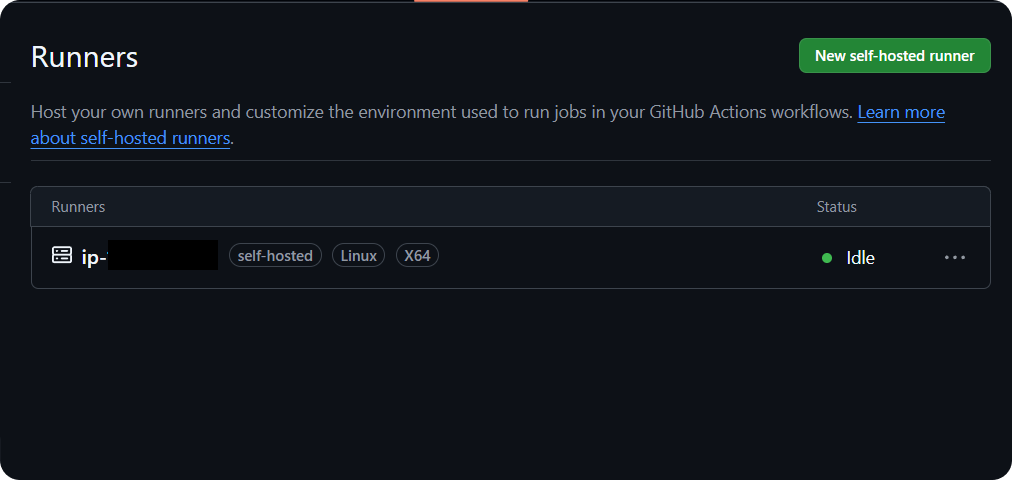 Runners
New self-hosted runner
Host your own runners and customize the environment used to run jobs in your GitHub Actions workflows. Learn more
about self-hosted runners.
Runners Status
ip- self-hosted Linux X64 Idle